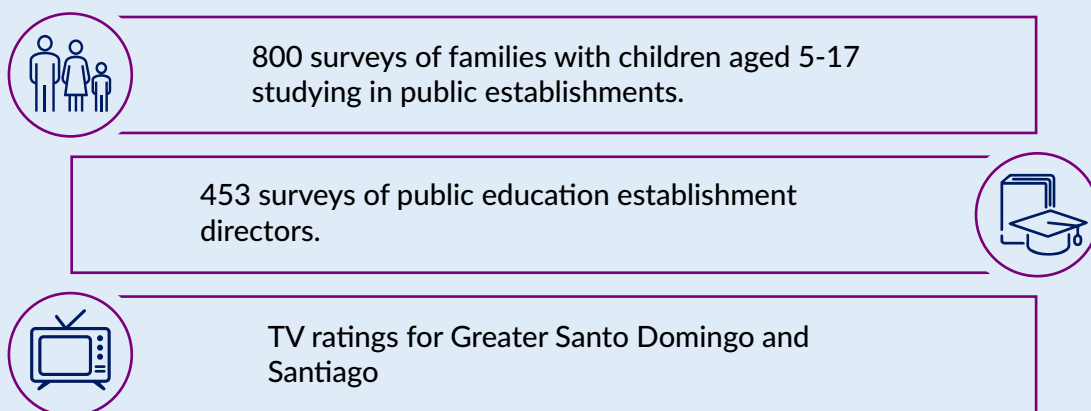 800 surveys of families with children aged 5-17
studying in public establishments.
453 surveys of public education establishment
directors.
TV ratings for Greater Santo Domingo and
Santiago